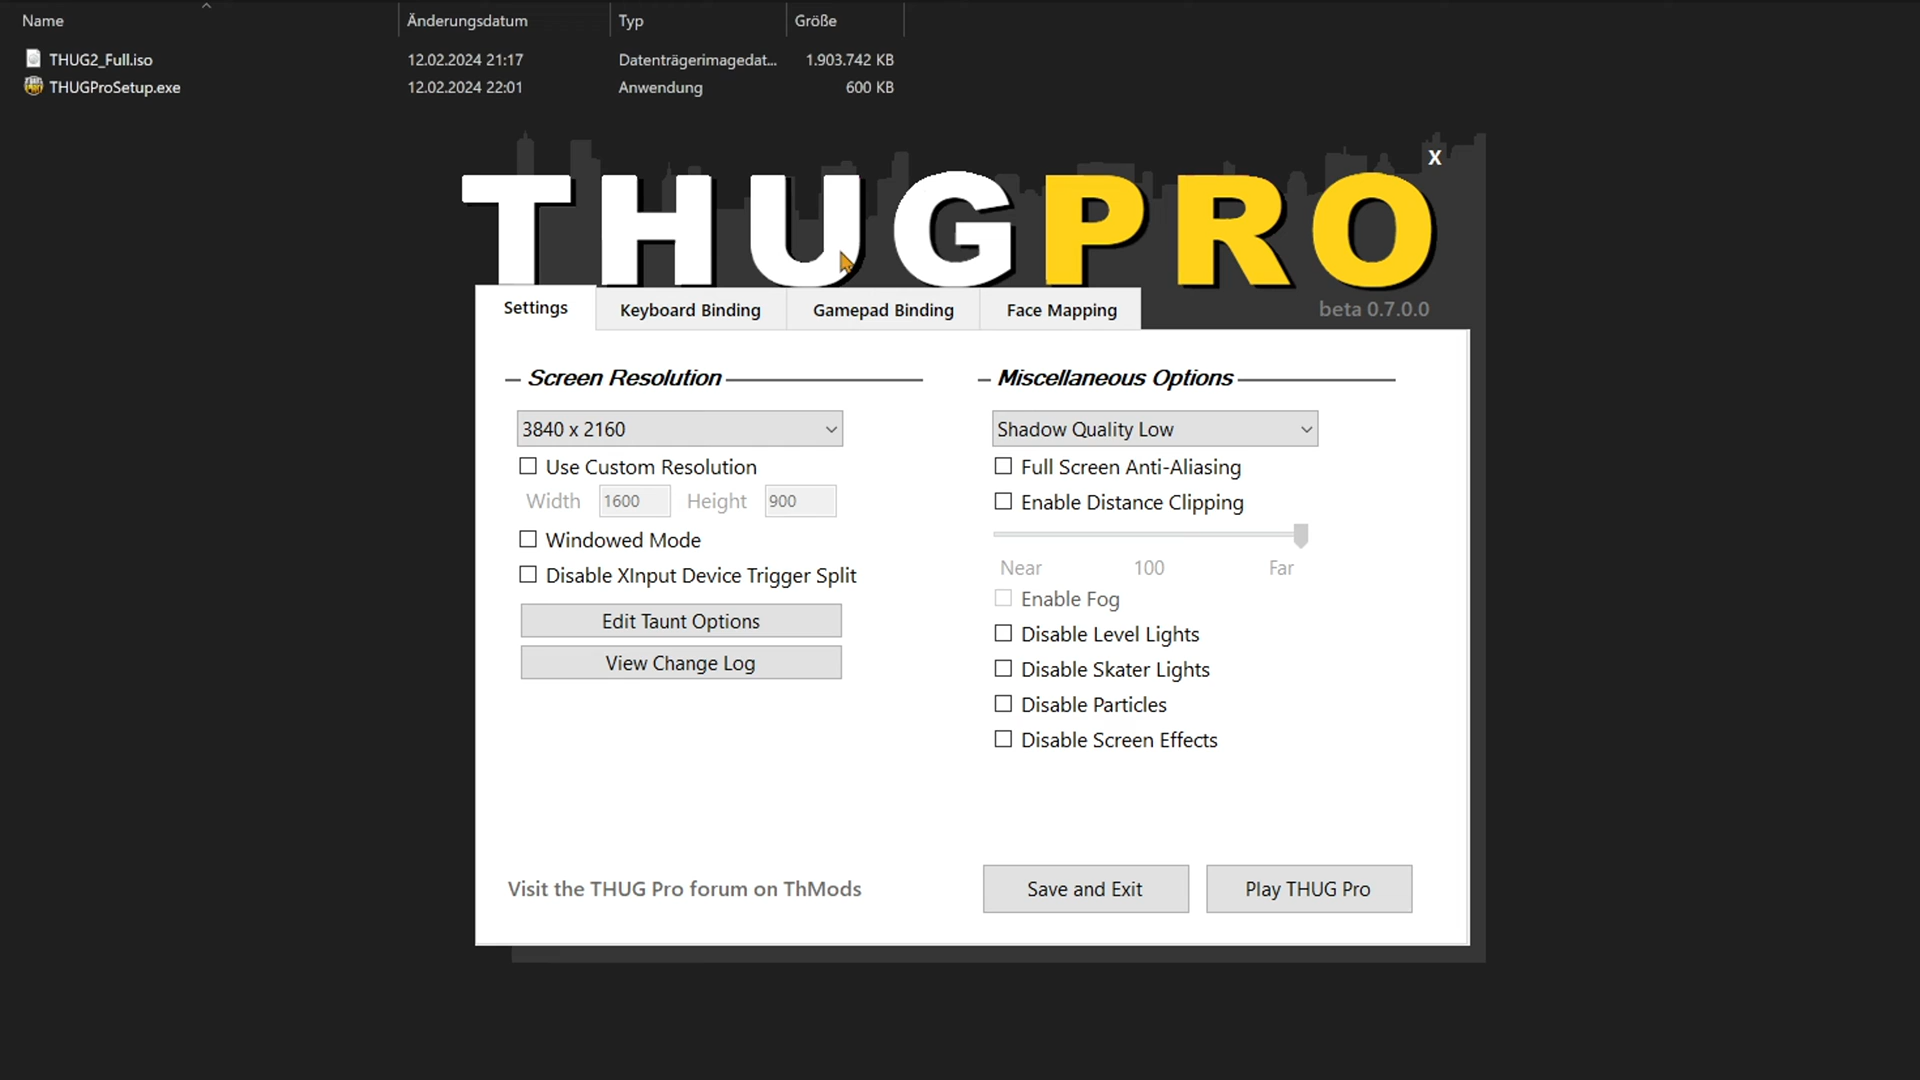 Name Änderungsdatum Typ Größe
THUG2_Full.iso 12.02.2024 21:17 Datenträgerimagedat... 1.903.742 KB
THUGProSetup.exe 12.02.2024 22:01 Anwendung 600 KB
X
THUGPRO
Settings Keyboard Binding Gamepad Binding Face Mapping beta 0.7.0.0
Screen Resolution
3840 x 2160
Use Custom Resolution
Width 1600 Height 900
Windowed Mode
Disable XInput Device Trigger Split
Edit Taunt Options
View Change Log
Miscellaneous Options
Shadow Quality Low
Full Screen Anti-Aliasing
Enable Distance Clipping
Near 100 Far
Enable Fog
Disable Level Lights
Disable Skater Lights
Disable Particles
Disable Screen Effects
Visit the THUG Pro forum on ThMods
Save and Exit Play THUG Pro